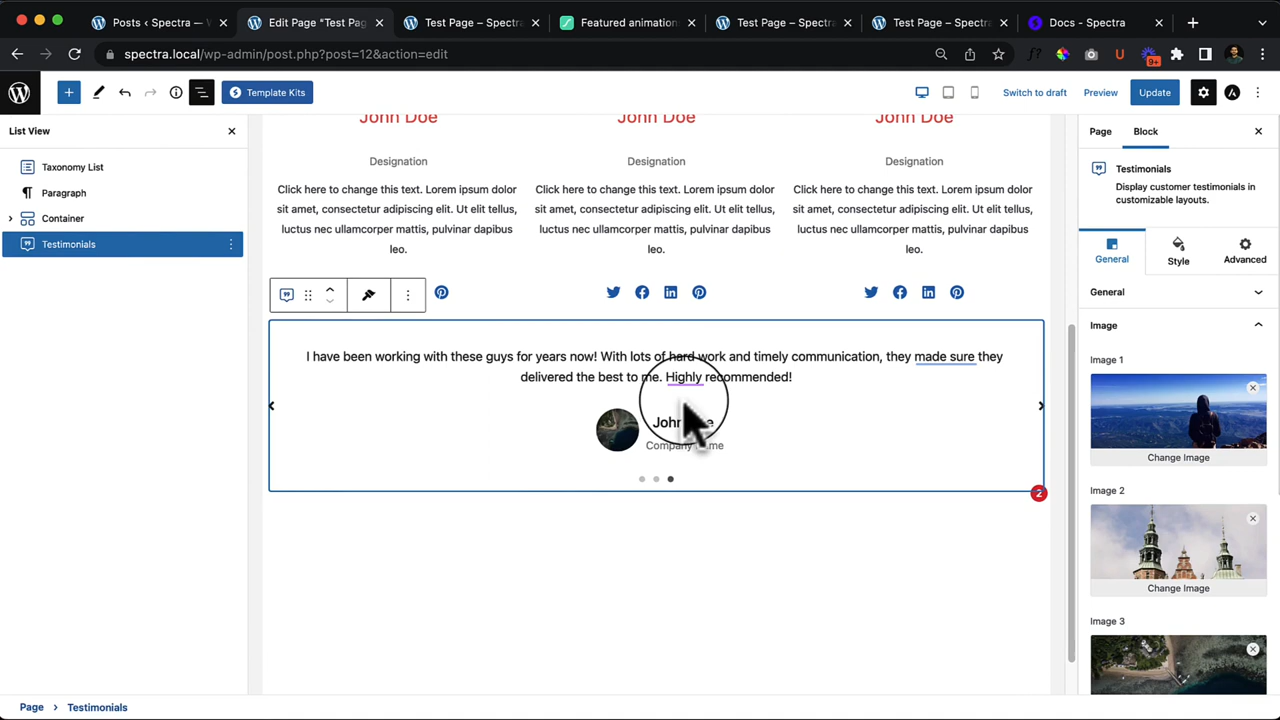 Posts ‹ Spectra — W
Edit Page "Test Pag
Test Page – Spectra
Featured animation
Test Page – Spectra
Test Page – Spectra
Docs - Spectra
spectra.local/wp-admin/post.php?post=12&action=edit
9+
Template Kits
Switch to draft
Preview
Update
List View
Page
Block
Taxonomy List
Paragraph
Container
Testimonials
John Doe
John Doe
John Doe
Designation
Designation
Designation
Click here to change this text. Lorem ipsum dolor
sit amet, consectetur adipiscing elit. Ut elit tellus,
luctus nec ullamcorper mattis, pulvinar dapibus
leo.
Click here to change this text. Lorem ipsum dolor
sit amet, consectetur adipiscing elit. Ut elit tellus,
luctus nec ullamcorper mattis, pulvinar dapibus
leo.
Click here to change this text. Lorem ipsum dolor
sit amet, consectetur adipiscing elit. Ut elit tellus,
luctus nec ullamcorper mattis, pulvinar dapibus
leo.
I have been working with these guys for years now! With lots of hard work and timely communication, they made sure they
delivered the best to me. Highly recommended!
John Doe
Company Name
2
Testimonials
Display customer testimonials in
customizable layouts.
General
Style
Advanced
General
Image
Image 1
Change Image
Image 2
Change Image
Image 3
Page
Testimonials